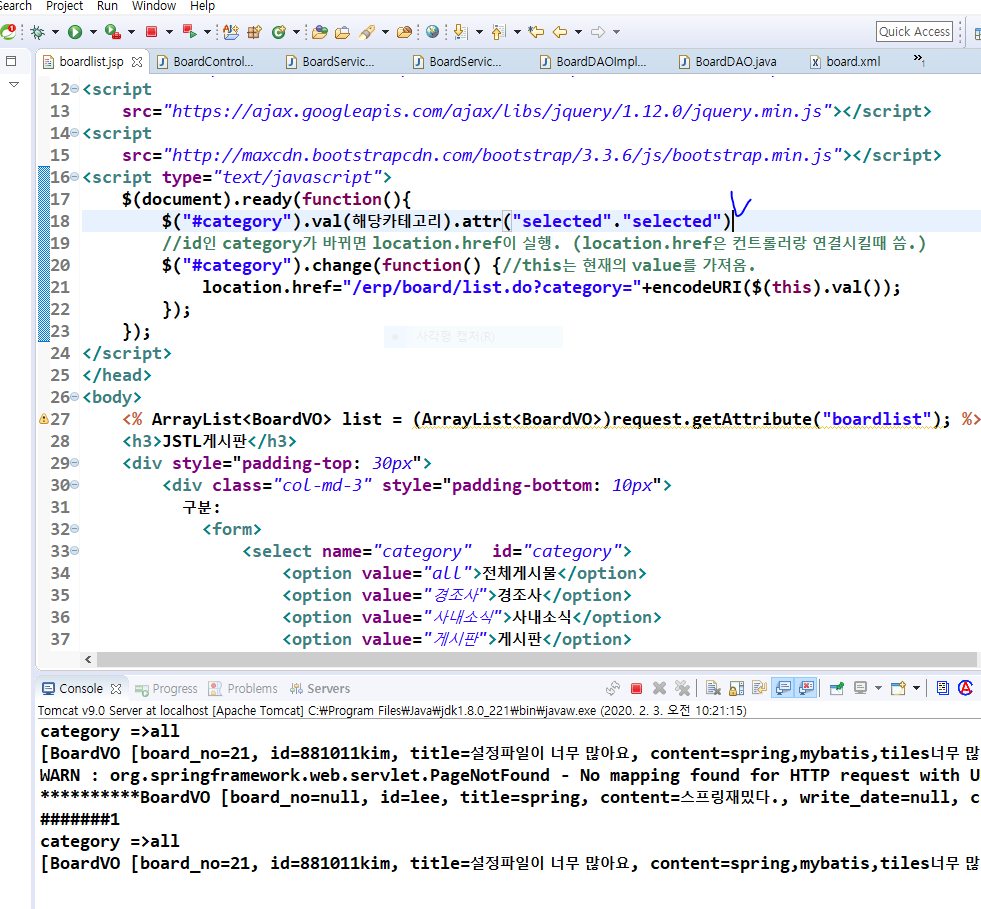 Search Project Run Window Help
Quick Access
boardlist.jsp BoardControl... BoardServic... BoardServic... BoardDAOImpl... BoardDAO.java board.xml »1
12 <script
13 src="https://ajax.googleapis.com/ajax/libs/jquery/1.12.0/jquery.min.js"></script>
14 <script
15 src="http://maxcdn.bootstrapcdn.com/bootstrap/3.3.6/js/bootstrap.min.js"></script>
16 <script type="text/javascript">
17 $(document).ready(function(){
18 $("#category").val(해당카테고리).attr("selected"."selected")
19 //id인 category가 바뀌면 location.href이 실행. (location.href은 컨트롤러랑 연결시킬때 씀.)
20 $("#category").change(function() {//this는 현재의 value를 가져옴.
21 location.href="/erp/board/list.do?category="+encodeURI($(this).val());
22 });
23 });
사각형 캡처(R)
24 </script>
25 </head>
26 <body>
27 <% ArrayList<BoardVO> list = (ArrayList<BoardVO>)request.getAttribute("boardlist"); %>
28 <h3>JSTL게시판</h3>
29 <div style="padding-top: 30px">
30 <div class="col-md-3" style="padding-bottom: 10px">
31 구분:
32 <form>
33 <select name="category" id="category">
34 <option value="all">전체게시물</option>
35 <option value="경조사">경조사</option>
36 <option value="사내소식">사내소식</option>
37 <option value="게시판">게시판</option>
Console Progress Problems Servers
Tomcat v9.0 Server at localhost [Apache Tomcat] C:₩Program Files₩Java₩jdk1.8.0_221₩bin₩javaw.exe (2020. 2. 3. 오전 10:21:15)
category =>all
[BoardVO [board_no=21, id=881011kim, title=설정파일이 너무 많아요, content=spring,mybatis,tiles너무 많
WARN : org.springframework.web.servlet.PageNotFound - No mapping found for HTTP request with U
**********BoardVO [board_no=null, id=lee, title=spring, content=스프링재밌다., write_date=null, c
#######1
category =>all
[BoardVO [board_no=21, id=881011kim, title=설정파일이 너무 많아요, content=spring,mybatis,tiles너무 많